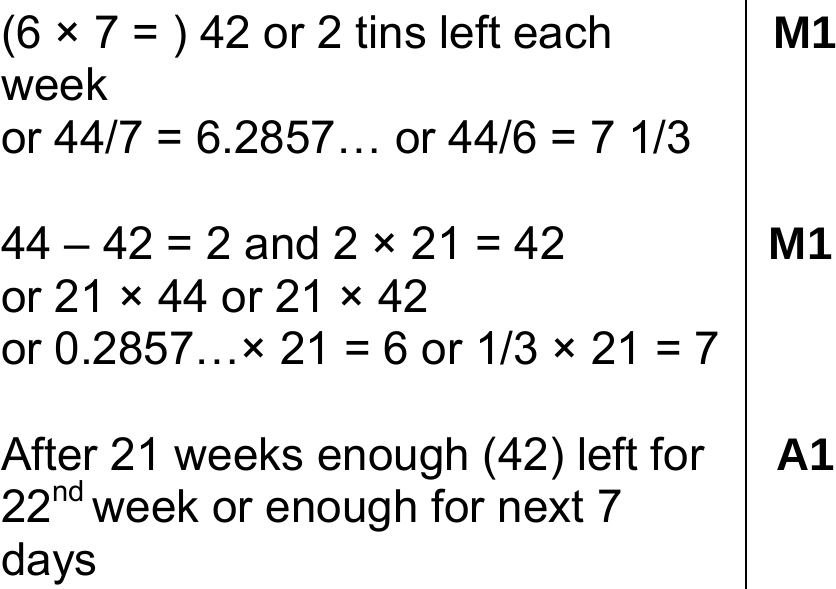 (6 × 7 = ) 42 or 2 tins left each M1
week
or 44/7 = 6.2857… or 44/6 = 7 1/3
44 – 42 = 2 and 2 × 21 = 42 M1
or 21 × 44 or 21 × 42
or 0.2857…× 21 = 6 or 1/3 × 21 = 7
After 21 weeks enough (42) left for A1
22nd week or enough for next 7
days